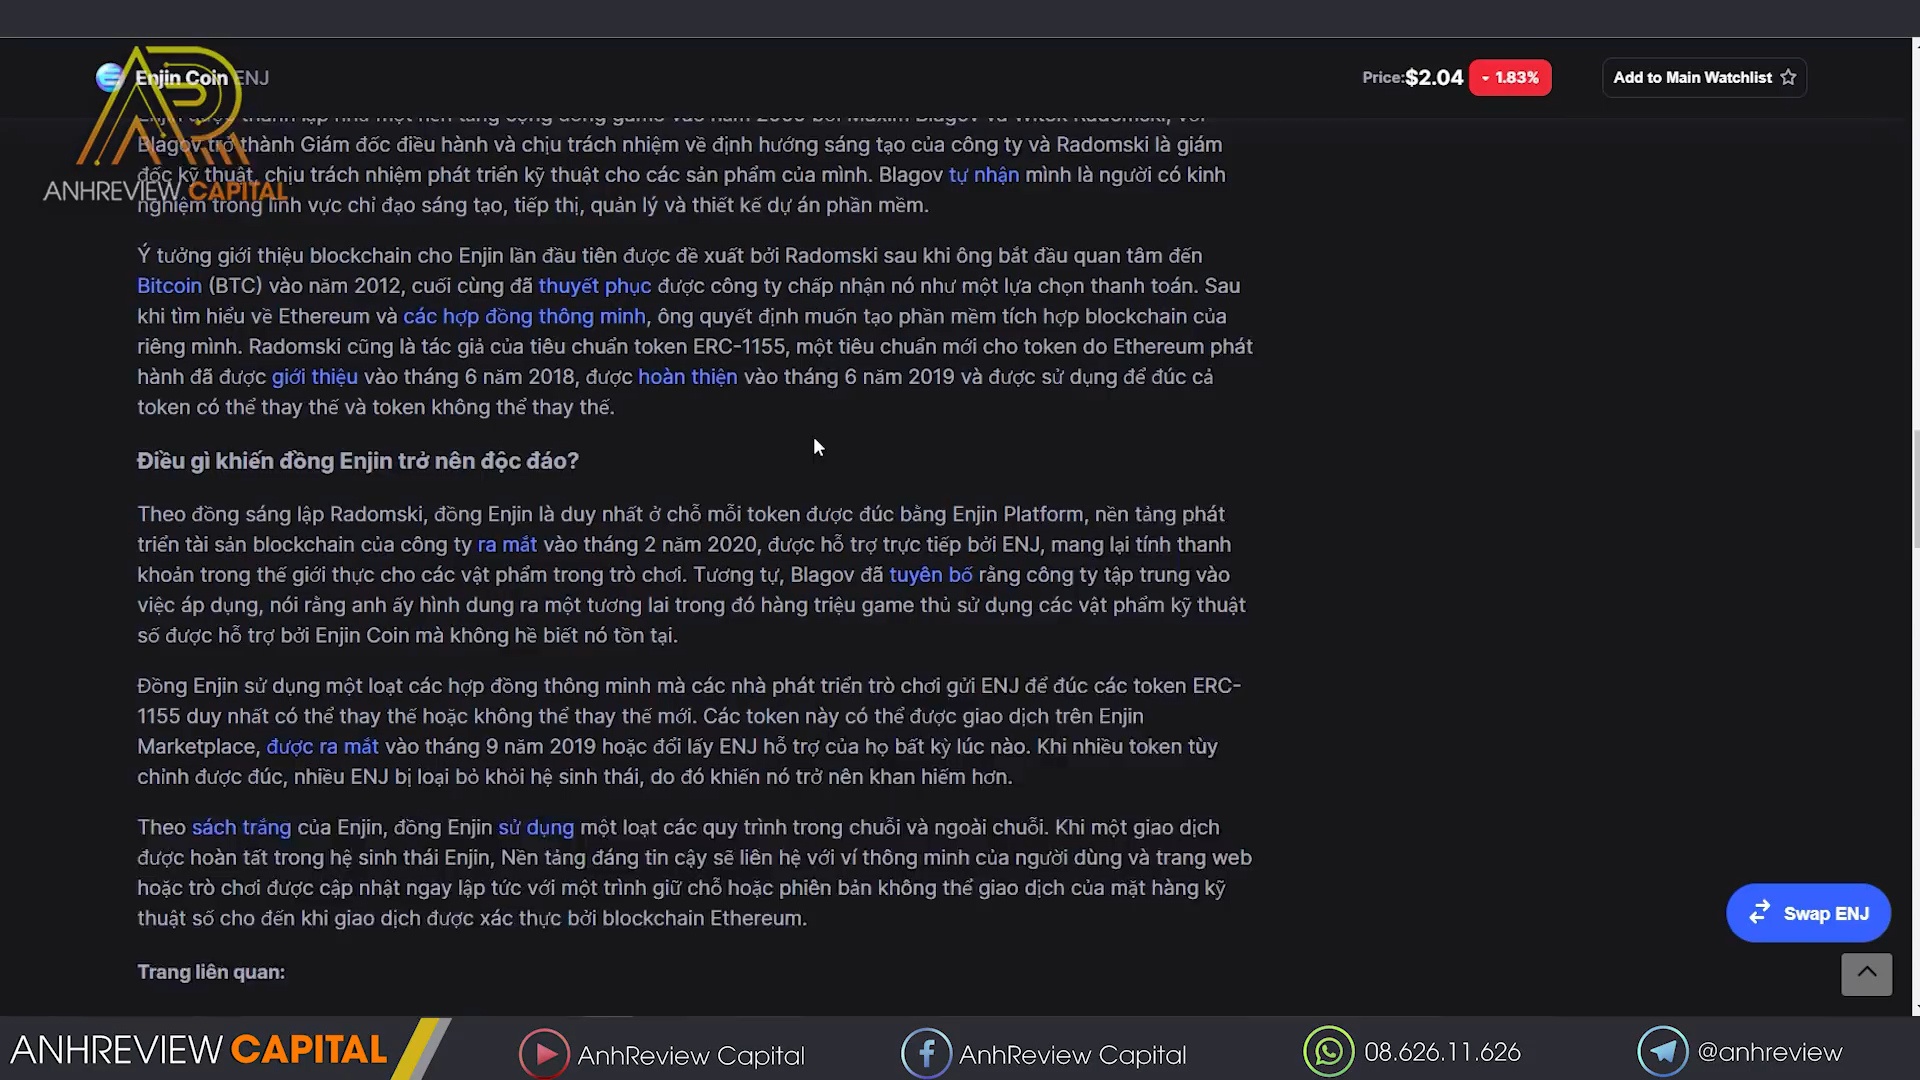 Enjin Coin ENJ
Price:$2.04
1.83%
Add to Main Watchlist
ANHREVIEW CAPITAL
Blagov trở thành Giám đốc điều hành và chịu trách nhiệm về định hướng sáng tạo của công ty và Radomski là giám
đốc kỹ thuật, chịu trách nhiệm phát triển kỹ thuật cho các sản phẩm của mình. Blagov tự nhận mình là người có kinh
nghiệm trong lĩnh vực chỉ đạo sáng tạo, tiếp thị, quản lý và thiết kế dự án phần mềm.
Ý tưởng giới thiệu blockchain cho Enjin lần đầu tiên được đề xuất bởi Radomski sau khi ông bắt đầu quan tâm đến
Bitcoin (BTC) vào năm 2012, cuối cùng đã thuyết phục được công ty chấp nhận nó như một lựa chọn thanh toán. Sau
khi tìm hiểu về Ethereum và các hợp đồng thông minh, ông quyết định muốn tạo phần mềm tích hợp blockchain của
riêng mình. Radomski cũng là tác giả của tiêu chuẩn token ERC-1155, một tiêu chuẩn mới cho token do Ethereum phát
hành đã được giới thiệu vào tháng 6 năm 2018, được hoàn thiện vào tháng 6 năm 2019 và được sử dụng để đúc cả
token có thể thay thế và token không thể thay thế.
Điều gì khiến đồng Enjin trở nên độc đáo?
Theo đồng sáng lập Radomski, đồng Enjin là duy nhất ở chỗ mỗi token được đúc bằng Enjin Platform, nền tảng phát
triển tài sản blockchain của công ty ra mắt vào tháng 2 năm 2020, được hỗ trợ trực tiếp bởi ENJ, mang lại tính thanh
khoản trong thế giới thực cho các vật phẩm trong trò chơi. Tương tự, Blagov đã tuyên bố rằng công ty tập trung vào
việc áp dụng, nói rằng anh ấy hình dung ra một tương lai trong đó hàng triệu game thủ sử dụng các vật phẩm kỹ thuật
số được hỗ trợ bởi Enjin Coin mà không hề biết nó tồn tại.
Đồng Enjin sử dụng một loạt các hợp đồng thông minh mà các nhà phát triển trò chơi gửi ENJ để đúc các token ERC-
1155 duy nhất có thể thay thế hoặc không thể thay thế mới. Các token này có thể được giao dịch trên Enjin
Marketplace, được ra mắt vào tháng 9 năm 2019 hoặc đổi lấy ENJ hỗ trợ của họ bất kỳ lúc nào. Khi nhiều token tùy
chỉnh được đúc, nhiều ENJ bị loại bỏ khỏi hệ sinh thái, do đó khiến nó trở nên khan hiếm hơn.
Theo sách trắng của Enjin, đồng Enjin sử dụng một loạt các quy trình trong chuỗi và ngoài chuỗi. Khi một giao dịch
được hoàn tất trong hệ sinh thái Enjin, Nền tảng đáng tin cậy sẽ liên hệ với ví thông minh của người dùng và trang web
hoặc trò chơi được cập nhật ngay lập tức với một trình giữ chỗ hoặc phiên bản không thể giao dịch của mặt hàng kỹ
thuật số cho đến khi giao dịch được xác thực bởi blockchain Ethereum.
Swap ENJ
Trang liên quan:
ANHREVIEW CAPITAL
AnhReview Capital
AnhReview Capital
08.626.11.626
@anhreview